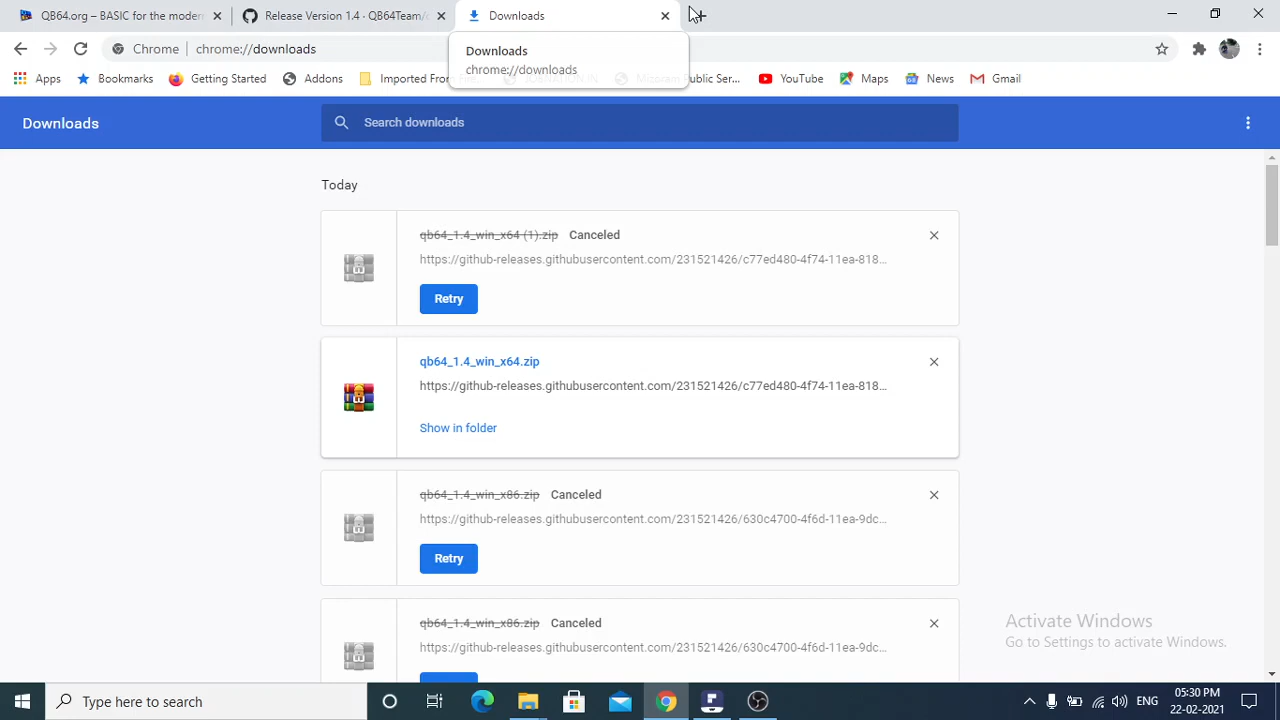 QB64.org - BASIC for the modern
Release Version 1.4 · QB64Team/c
Downloads
Chrome
chrome://downloads
Downloads
chrome://downloads
Apps
Bookmarks
Getting Started
Addons
Imported From
Mizoram Public Ser...
YouTube
Maps
News
Gmail
Downloads
Search downloads
Today
qb64_1.4_win_x64 (1).zip Canceled
https://github-releases.githubusercontent.com/231521426/c77ed480-4f74-11ea-818...
Retry
qb64_1.4_win_x64.zip
https://github-releases.githubusercontent.com/231521426/c77ed480-4f74-11ea-818...
Show in folder
qb64_1.4_win_x86.zip Canceled
https://github-releases.githubusercontent.com/231521426/630c4700-4f6d-11ea-9dc...
Retry
qb64_1.4_win_x86.zip Canceled
https://github-releases.githubusercontent.com/231521426/630c4700-4f6d-11ea-9dc...
Activate Windows
Go to Settings to activate Windows.
Type here to search
ENG
05:30 PM
22-02-2021